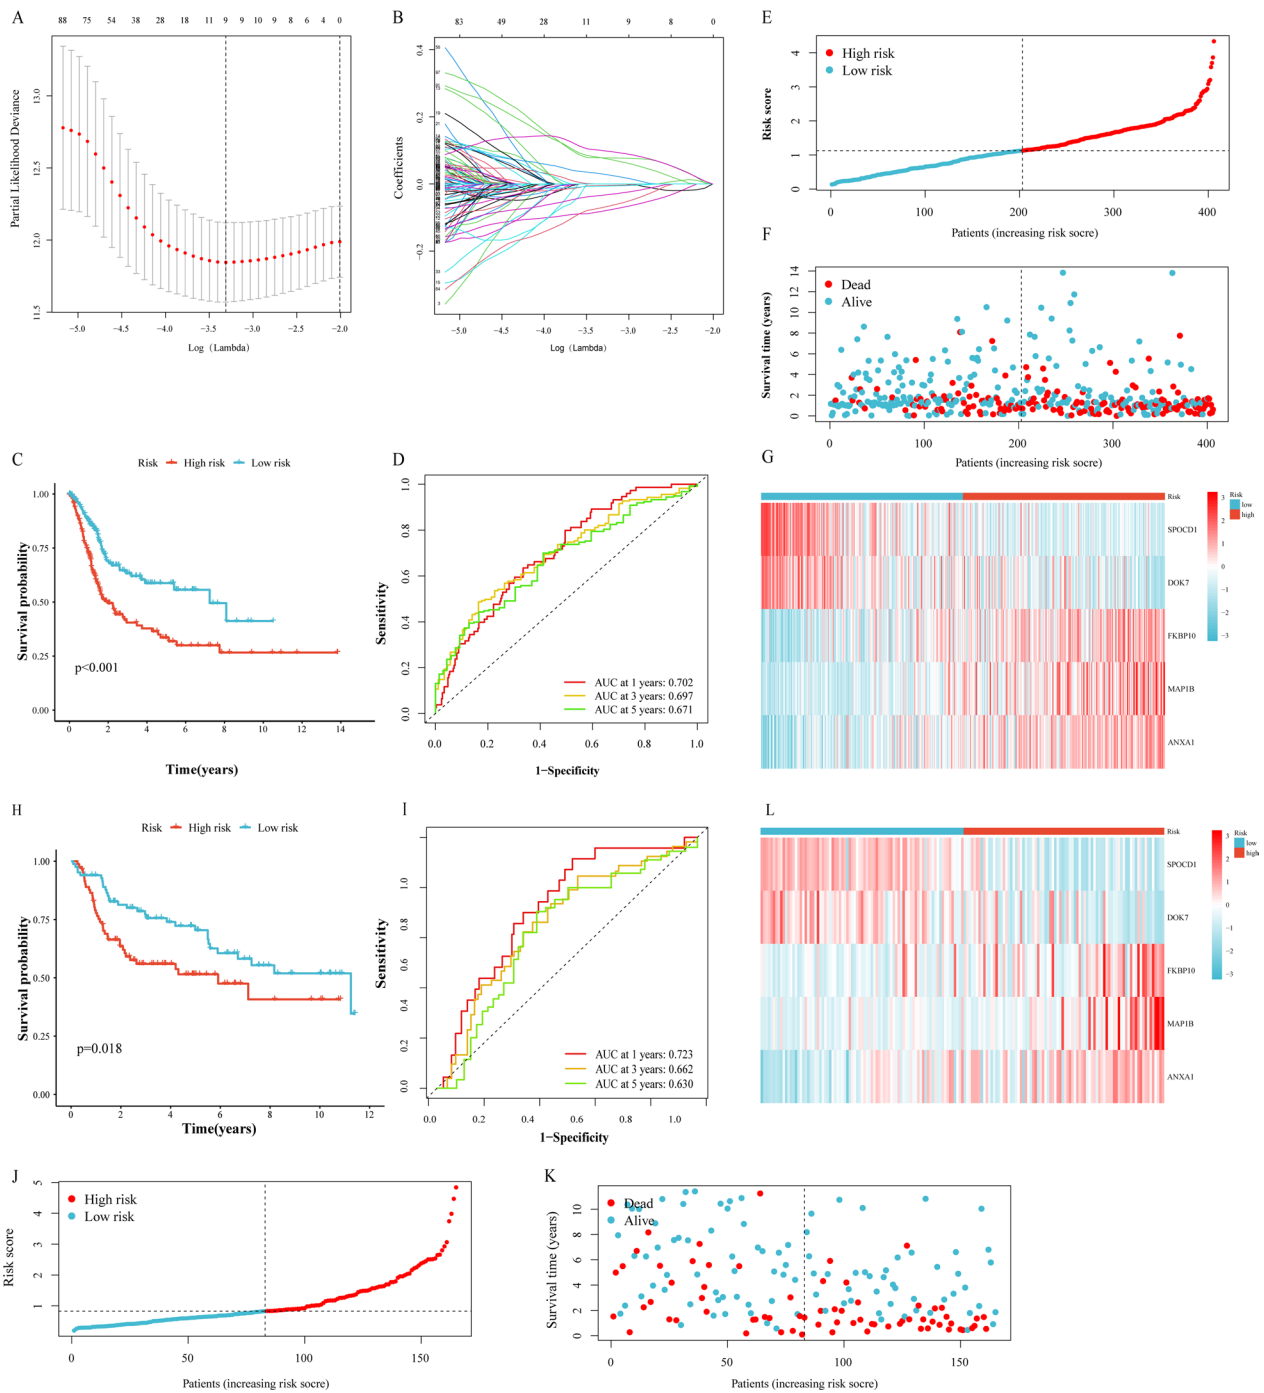 A
88 75 54 38 28 18 11 9 9 10 9 8 6 4 0
Partial Likelihood Deviance
13.0
12.5
12.0
11.5
−5.0 −4.5 −4.0 −3.5 −3.0 −2.5 −2.0
Log (Lambda)
B
83 49 28 11 9 8 0
Coefficients
0.4
0.2
0.0
−0.2
−5.0 −4.5 −4.0 −3.5 −3.0 −2.5 −2.0
Log (Lambda)
E
High risk
Low risk
Risk score
4
3
2
1
0
0 100 200 300 400
Patients (increasing risk socre)
F
Dead
Alive
Survival time (years)
14
12
10
8
6
4
2
0
0 100 200 300 400
Patients (increasing risk socre)
C
Risk High risk Low risk
Survival probability
1.00
0.75
0.50
0.25
0.00
p<0.001
0 2 4 6 8 10 12 14
Time(years)
D
Sensitivity
1.0
0.8
0.6
0.4
0.2
0.0
AUC at 1 years: 0.702
AUC at 3 years: 0.697
AUC at 5 years: 0.671
0.0 0.2 0.4 0.6 0.8 1.0
1−Specificity
G
Risk
SPOCD1
DOK7
FKBP10
MAP1B
ANXA1
3
2
1
0
−1
−2
−3
Risk
low
high
H
Risk High risk Low risk
Survival probability
1.00
0.75
0.50
0.25
0.00
p=0.018
0 2 4 6 8 10 12
Time(years)
I
Sensitivity
1.0
0.8
0.6
0.4
0.2
0.0
AUC at 1 years: 0.723
AUC at 3 years: 0.662
AUC at 5 years: 0.630
0.0 0.2 0.4 0.6 0.8 1.0
1−Specificity
L
Risk
SPOCD1
DOK7
FKBP10
MAP1B
ANXA1
3
2
1
0
−1
−2
−3
Risk
low
high
J
High risk
Low risk
Risk score
5
4
3
2
1
0 50 100 150
Patients (increasing risk socre)
K
Dead
Alive
Survival time (years)
10
8
6
4
2
0
0 50 100 150
Patients (increasing risk socre)